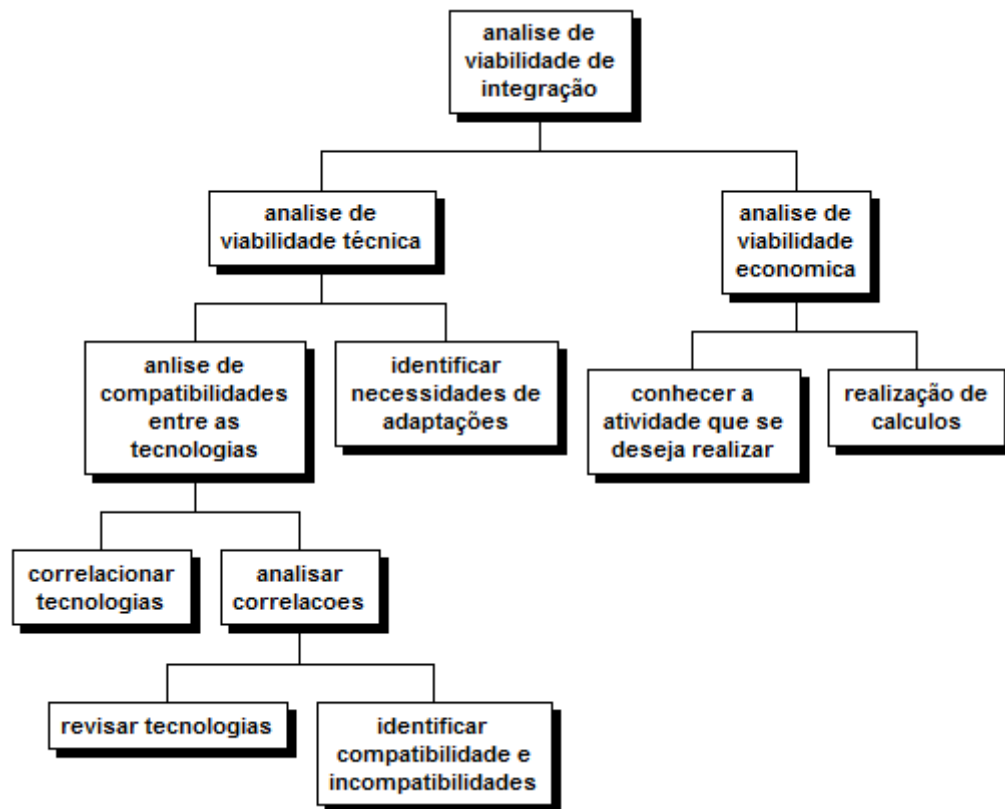 analise de
viabilidade de
integração
analise de
viabilidade técnica
analise de
viabilidade
economica
anlise de
compatibilidades
entre as
tecnologias
identificar
necessidades de
adaptações
conhecer a
atividade que se
deseja realizar
realização de
calculos
correlacionar
tecnologias
analisar
correlacoes
revisar tecnologias
identificar
compatibilidade e
incompatibilidades